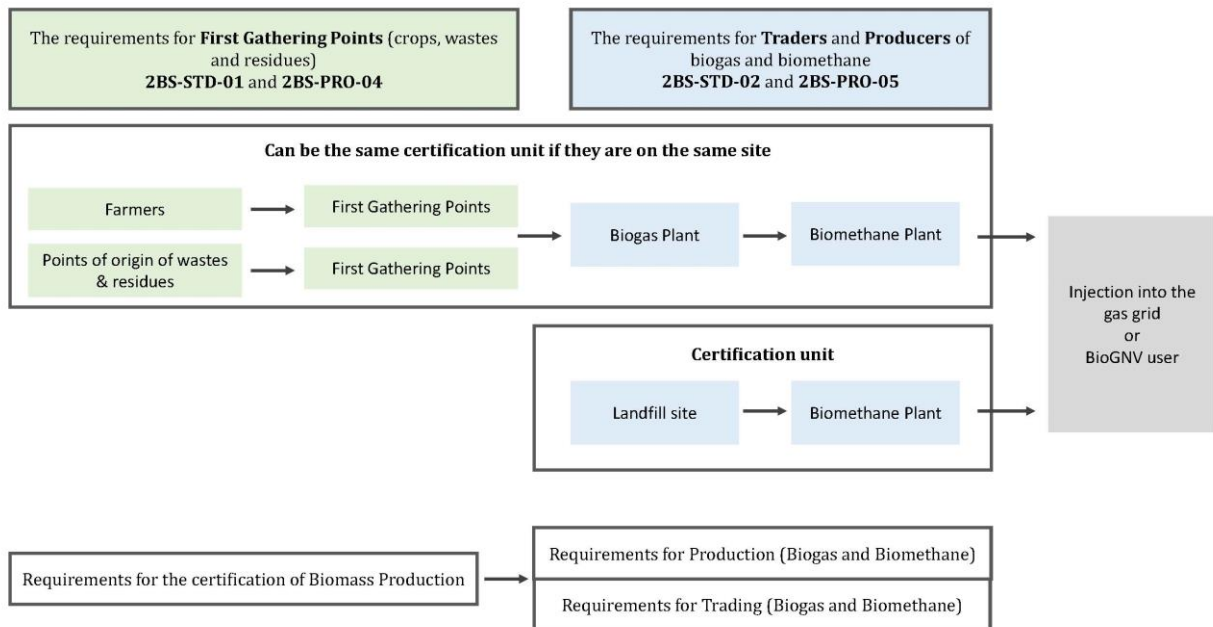 The requirements for First Gathering Points (crops, wastes
and residues)
2BS-STD-01 and 2BS-PRO-04
The requirements for Traders and Producers of
biogas and biomethane
2BS-STD-02 and 2BS-PRO-05
Can be the same certification unit if they are on the same site
Farmers
First Gathering Points
Points of origin of wastes
& residues
First Gathering Points
Biogas Plant
Biomethane Plant
Injection into the
gas grid
or
BioGNV user
Certification unit
Landfill site
Biomethane Plant
Requirements for the certification of Biomass Production
Requirements for Production (Biogas and Biomethane)
Requirements for Trading (Biogas and Biomethane)